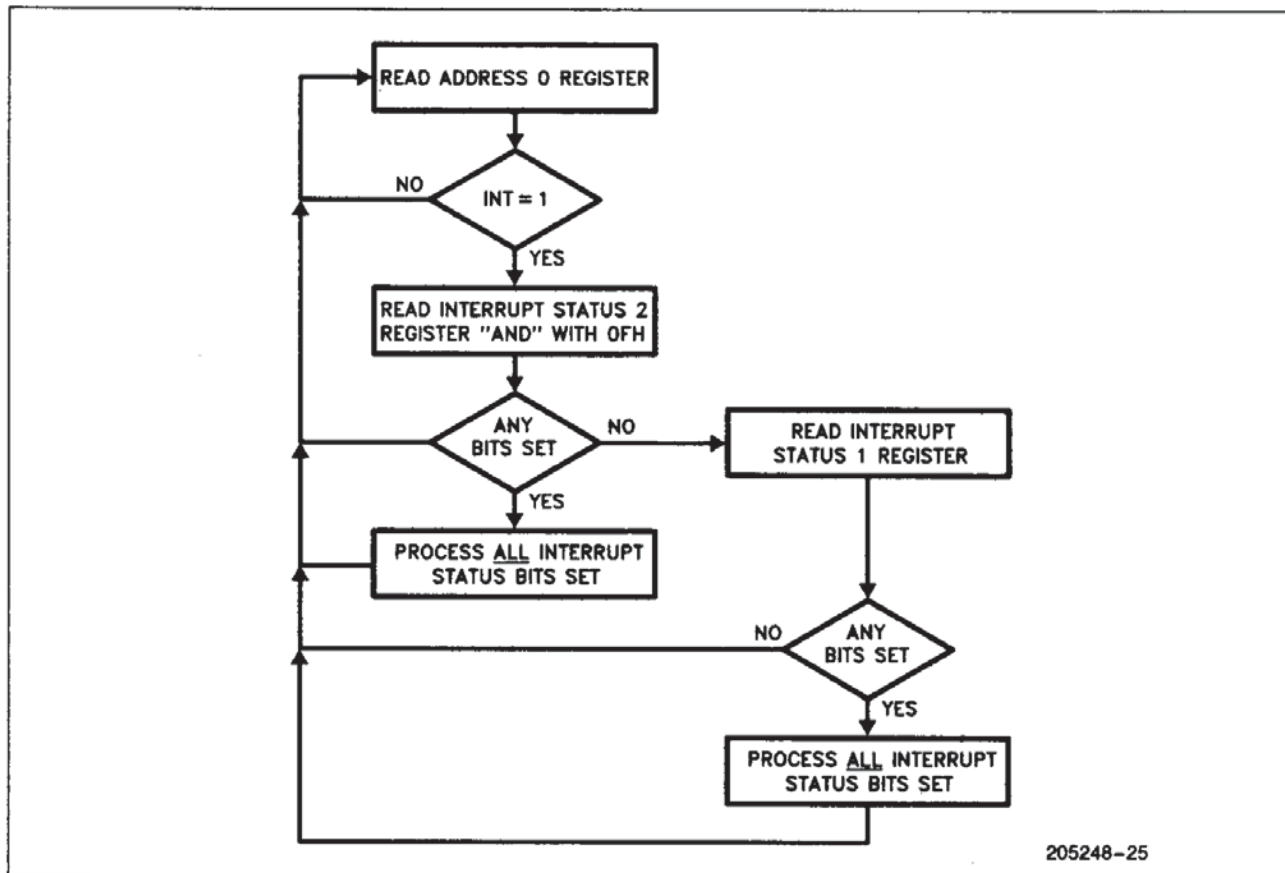 READ ADDRESS 0 REGISTER
NO
INT = 1
YES
READ INTERRUPT STATUS 2
REGISTER "AND" WITH 0FH
ANY
BITS SET
NO
READ INTERRUPT
STATUS 1 REGISTER
YES
PROCESS ALL INTERRUPT
STATUS BITS SET
NO
ANY
BITS SET
YES
PROCESS ALL INTERRUPT
STATUS BITS SET
205248-25